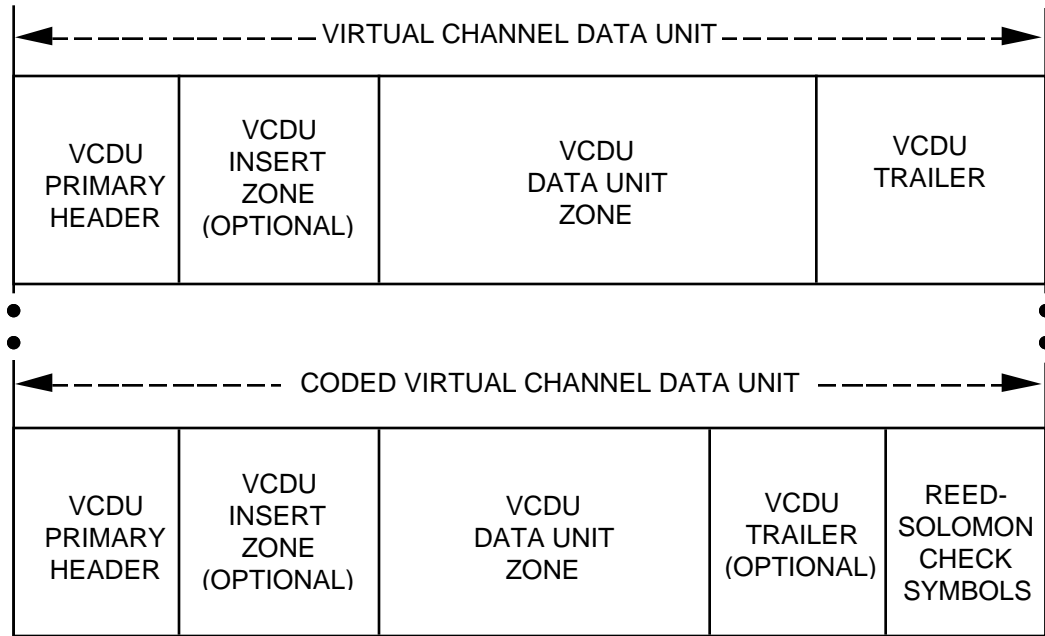 VIRTUAL CHANNEL DATA UNIT
VCDU
PRIMARY
HEADER
VCDU
INSERT
ZONE
(OPTIONAL)
VCDU
DATA UNIT
ZONE
VCDU
TRAILER
CODED VIRTUAL CHANNEL DATA UNIT
VCDU
PRIMARY
HEADER
VCDU
INSERT
ZONE
(OPTIONAL)
VCDU
DATA UNIT
ZONE
VCDU
TRAILER
(OPTIONAL)
REED-
SOLOMON
CHECK
SYMBOLS